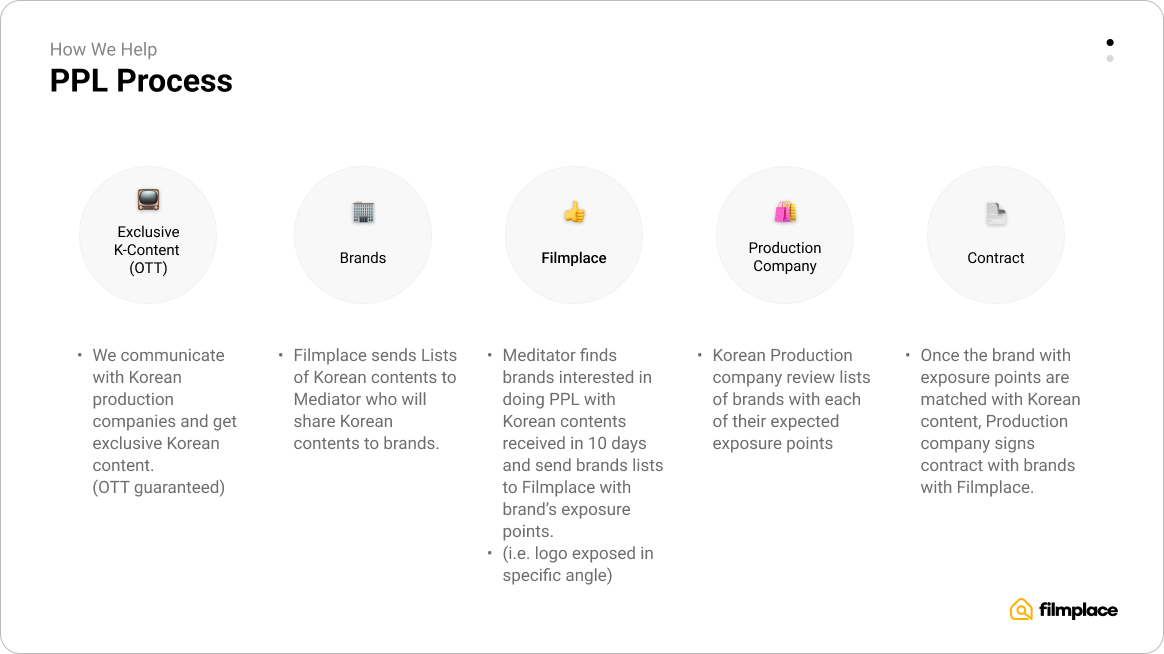 How We Help
PPL Process
Exclusive
K-Content
(OTT)
Brands
Filmplace
Production
Company
Contract
• We communicate
with Korean
production
companies and get
exclusive Korean
content.
(OTT guaranteed)
• Filmplace sends Lists
of Korean contents to
Mediator who will
share Korean
contents to brands.
• Meditator finds
brands interested in
doing PPL with
Korean contents
received in 10 days
and send brands lists
to Filmplace with
brand’s exposure
points.
• (i.e. logo exposed in
specific angle)
• Korean Production
company review lists
of brands with each
of their expected
exposure points
• Once the brand with
exposure points are
matched with Korean
content, Production
company signs
contract with brands
with Filmplace.
filmplace